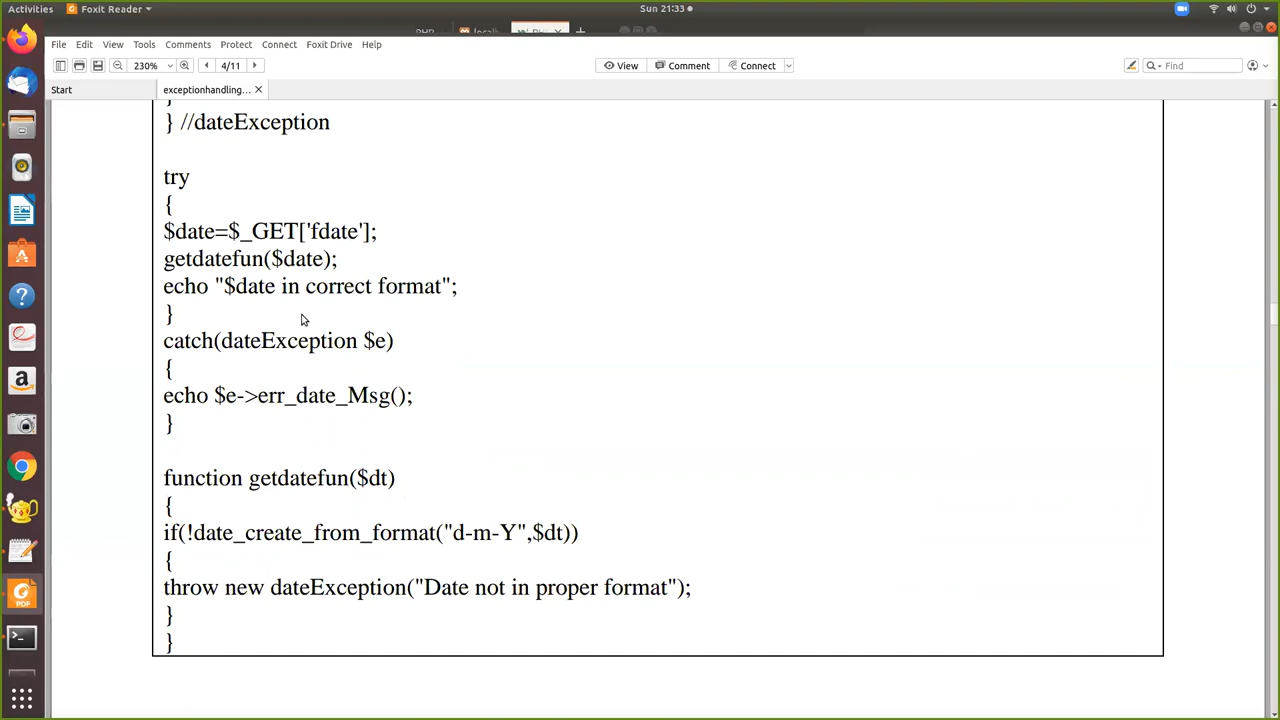 Activities
Foxit Reader
Sun 21:33
File Edit View Tools Comments Protect Connect Foxit Drive Help
230% 4/11 View Comment Connect Find
Start exceptionhandling...
} //dateException
try
{
$date=$_GET['fdate'];
getdatefun($date);
echo "$date in correct format";
}
catch(dateException $e)
{
echo $e->err_date_Msg();
}
function getdatefun($dt)
{
if(!date_create_from_format("d-m-Y",$dt))
{
throw new dateException("Date not in proper format");
}
}
PDF